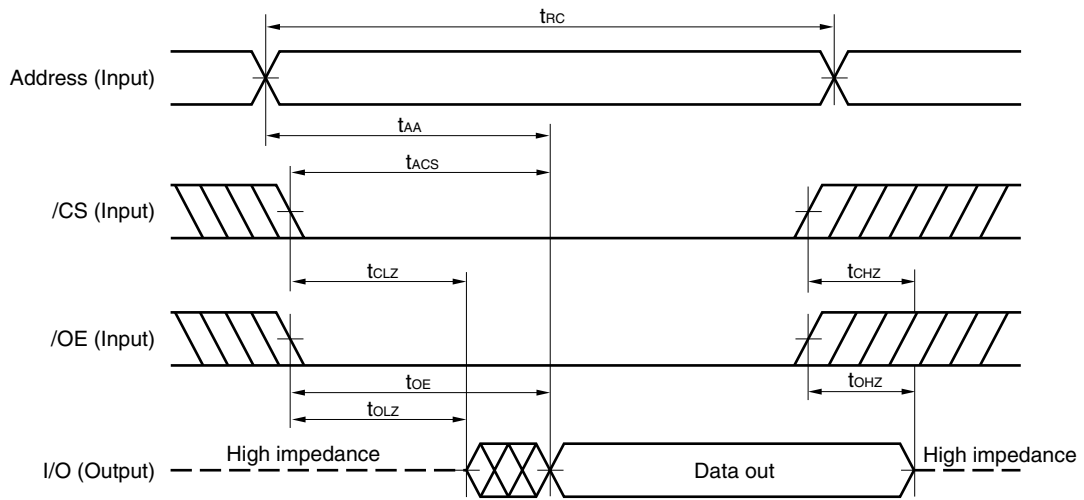 tRC
Address (Input)
tAA
tACS
/CS (Input)
tCLZ
tCHZ
/OE (Input)
tOE
tOHZ
tOLZ
High impedance
High impedance
I/O (Output)
Data out